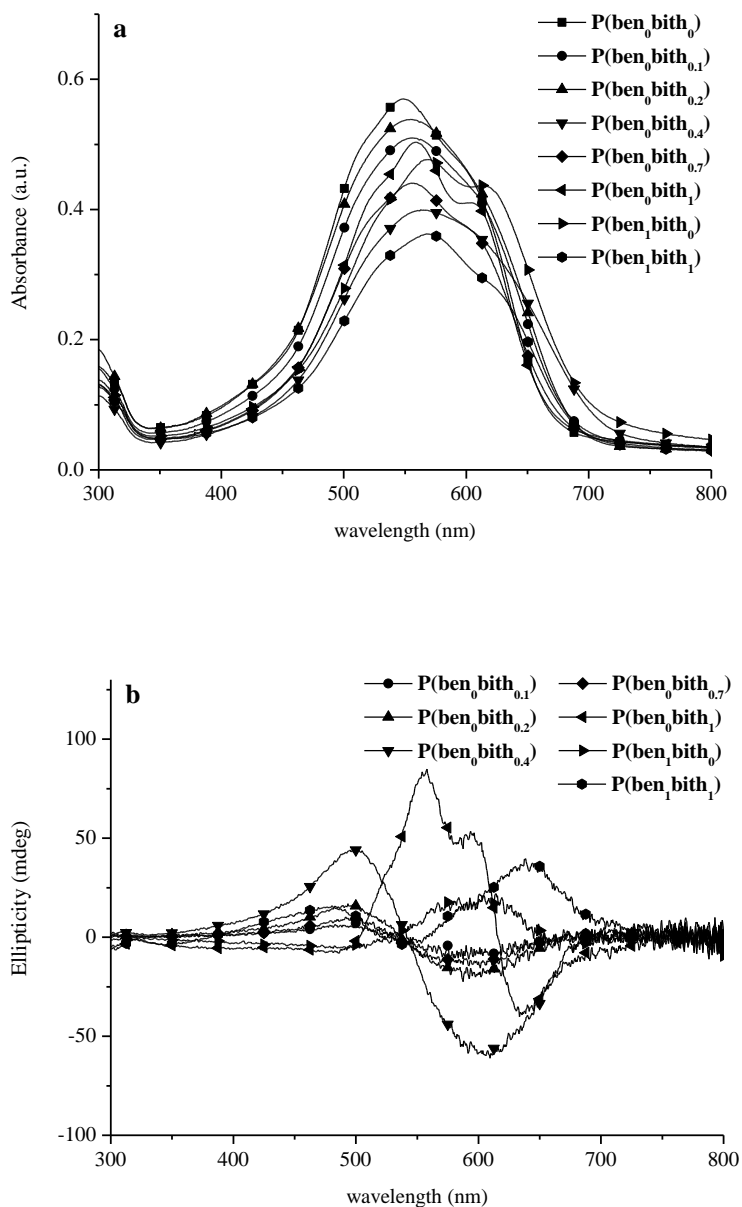 a
P(ben₀bith₀)
P(ben₀bith₀.₁)
P(ben₀bith₀.₂)
P(ben₀bith₀.₄)
P(ben₀bith₀.₇)
P(ben₀bith₁)
P(ben₁bith₀)
P(ben₁bith₁)
0.6
0.4
0.2
0.0
Absorbance (a.u.)
300 400 500 600 700 800
wavelength (nm)
b
P(ben₀bith₀.₁) P(ben₀bith₀.₇)
P(ben₀bith₀.₂) P(ben₀bith₁)
P(ben₀bith₀.₄) P(ben₁bith₀)
P(ben₁bith₁)
100
50
0
-50
-100
Ellipticity (mdeg)
300 400 500 600 700 800
wavelength (nm)